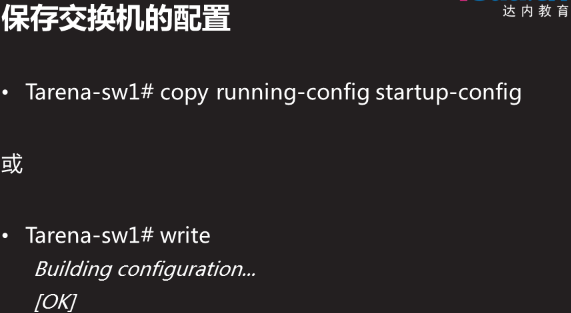 保存交换机的配置
达内教育
• Tarena-sw1# copy running-config startup-config
或
• Tarena-sw1# write
Building configuration...
[OK]